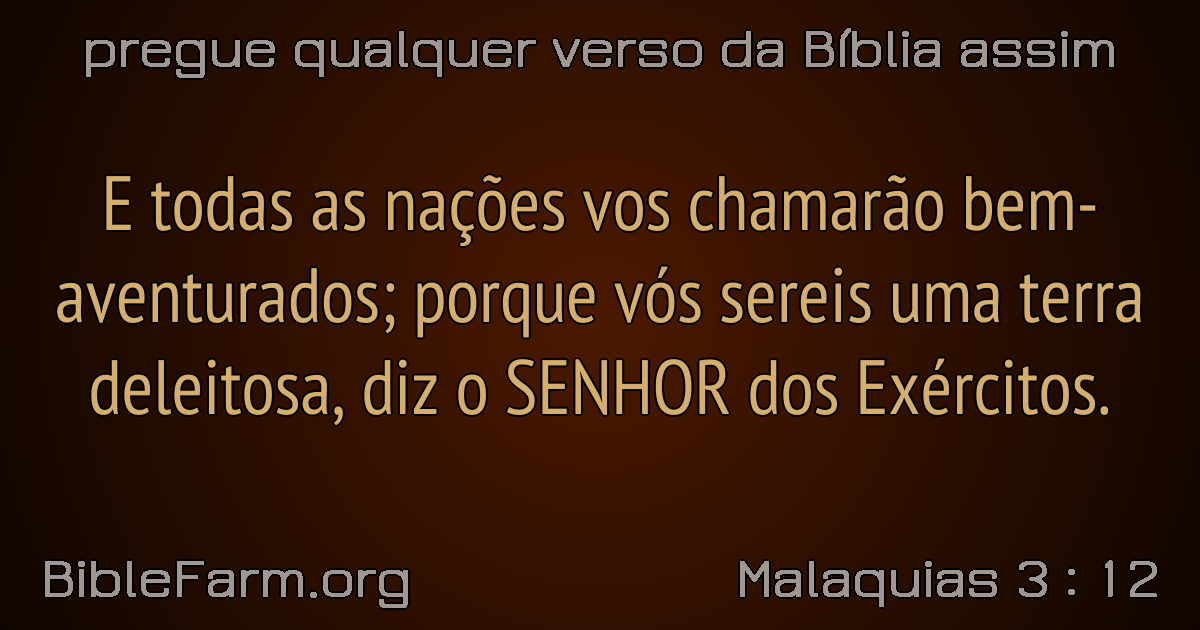 pregue qualquer verso da Bíblia assim
E todas as nações vos chamarão bem-
aventurados; porque vós sereis uma terra
deleitosa, diz o SENHOR dos Exércitos.
BibleFarm.org
Malaquias 3 : 12